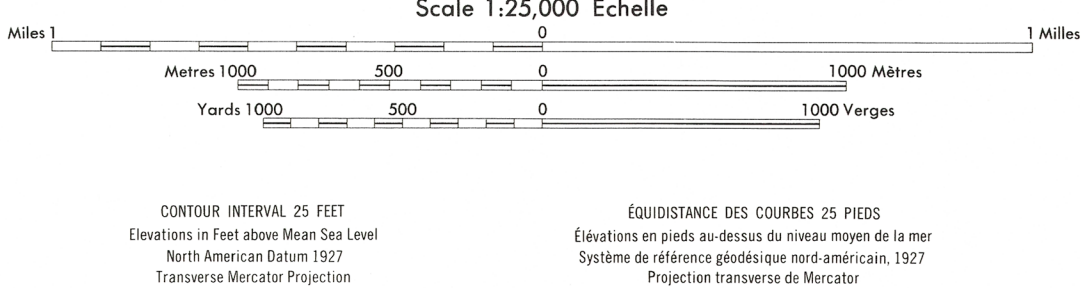 Scale 1:25,000 Echelle
Miles 1 0 1 Milles
Metres 1000 500 0 1000 Mètres
Yards 1000 500 0 1000 Verges
CONTOUR INTERVAL 25 FEET
Elevations in Feet above Mean Sea Level
North American Datum 1927
Transverse Mercator Projection
ÉQUIDISTANCE DES COURBES 25 PIEDS
Élévations en pieds au-dessus du niveau moyen de la mer
Système de référence géodésique nord-américain, 1927
Projection transverse de Mercator